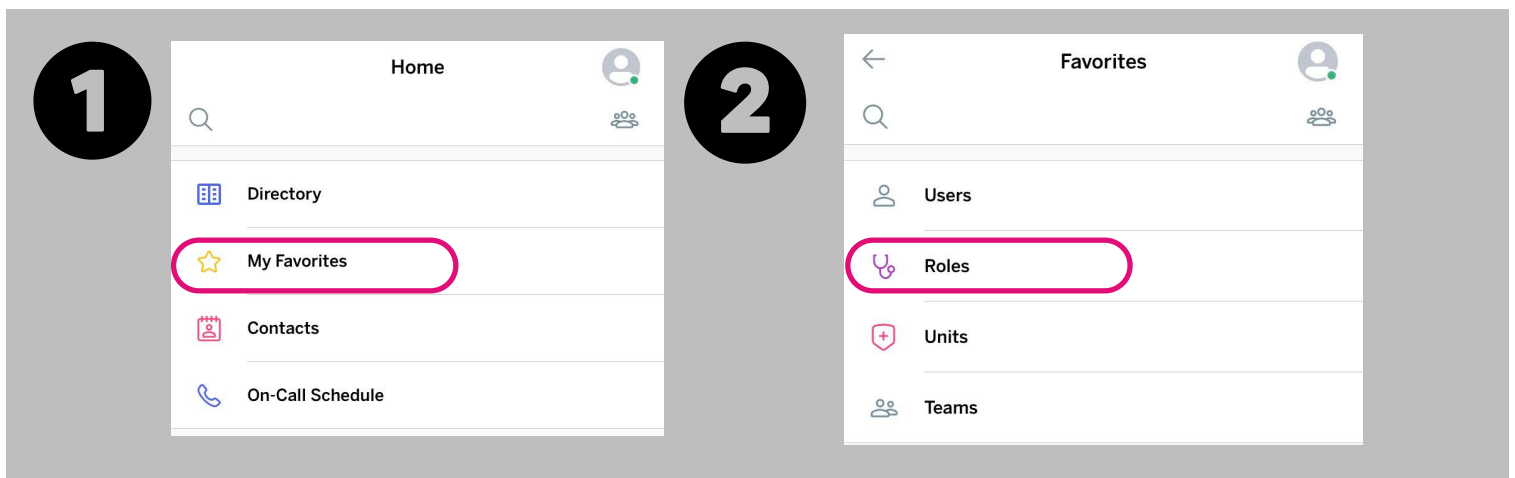 1
Home
Directory
My Favorites
Contacts
On-Call Schedule
2
Favorites
Users
Roles
Units
Teams